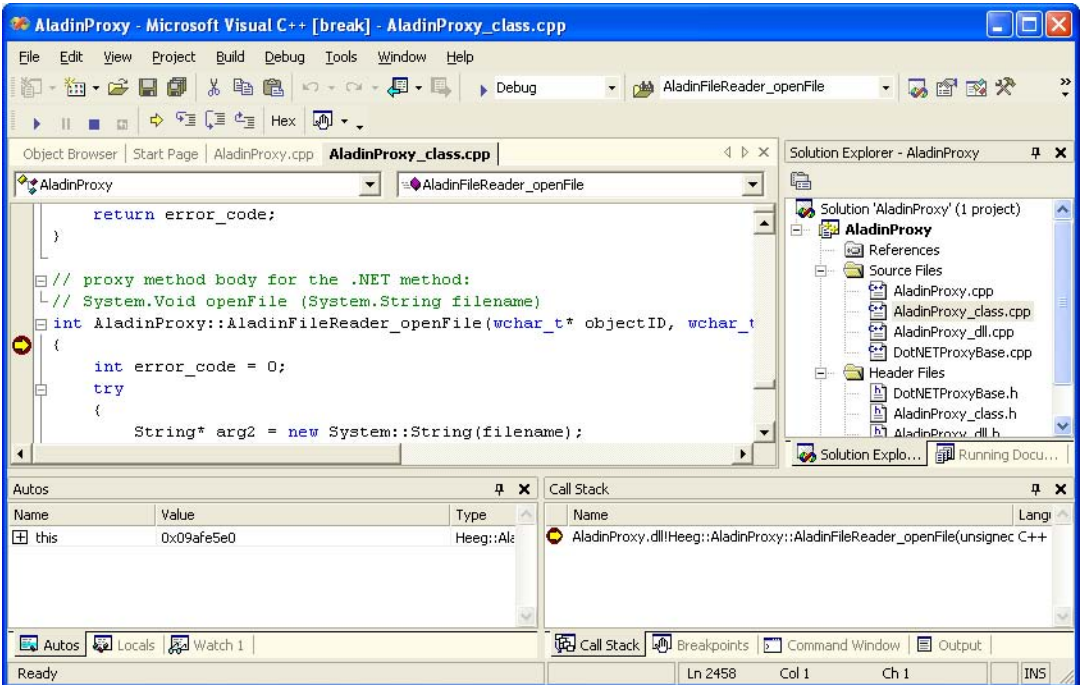 AladinProxy - Microsoft Visual C++ [break] - AladinProxy_class.cpp
File Edit View Project Build Debug Tools Window Help
Debug AladinFileReader_openFile
Hex
Object Browser Start Page AladinProxy.cpp AladinProxy_class.cpp
AladinProxy AladinFileReader_openFile
return error_code;
}
// proxy method body for the .NET method:
// System.Void openFile (System.String filename)
int AladinProxy::AladinFileReader_openFile(wchar_t* objectID, wchar_t
{
int error_code = 0;
try
{
String* arg2 = new System::String(filename);
Solution Explorer - AladinProxy
Solution 'AladinProxy' (1 project)
AladinProxy
References
Source Files
AladinProxy.cpp
AladinProxy_class.cpp
AladinProxy_dll.cpp
DotNETProxyBase.cpp
Header Files
DotNETProxyBase.h
AladinProxy_class.h
AladinProxy_dll.h
Solution Explo... Running Docu...
Autos
Name Value Type
this 0x09afe5e0 Heeg::Ala
Autos Locals Watch 1
Call Stack
Name Langu
AladinProxy.dll!Heeg::AladinProxy::AladinFileReader_openFile(unsigned C++
Call Stack Breakpoints Command Window Output
Ready Ln 2458 Col 1 Ch 1 INS